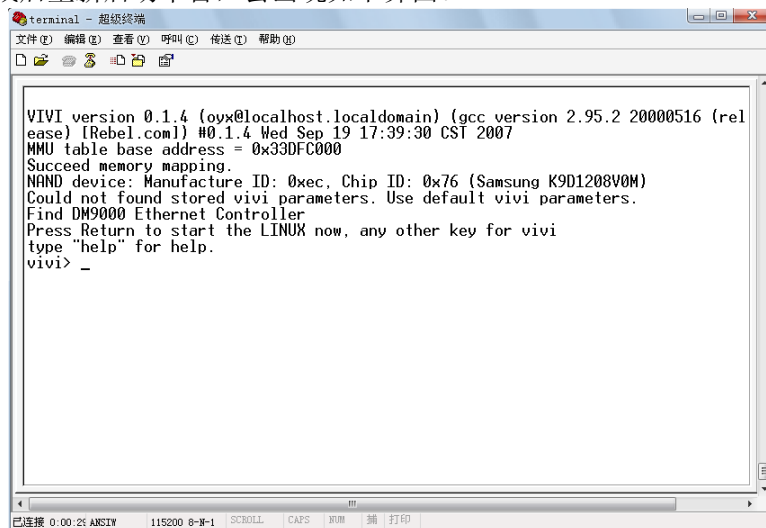 terminal - 超级终端
文件(F) 编辑(E) 查看(V) 呼叫(C) 传送(T) 帮助(H)
VIVI version 0.1.4 (oyx@localhost.localdomain) (gcc version 2.95.2 20000516 (rel
ease) [Rebel.com]) #0.1.4 Wed Sep 19 17:39:30 CST 2007
MMU table base address = 0x33DFC000
Succeed memory mapping.
NAND device: Manufacture ID: 0xec, Chip ID: 0x76 (Samsung K9D1208V0M)
Could not found stored vivi parameters. Use default vivi parameters.
Find DM9000 Ethernet Controller
Press Return to start the LINUX now, any other key for vivi
type "help" for help.
vivi> _
已连接 0:00:29 ANSIW 115200 8-N-1 SCROLL CAPS NUM 捕 打印